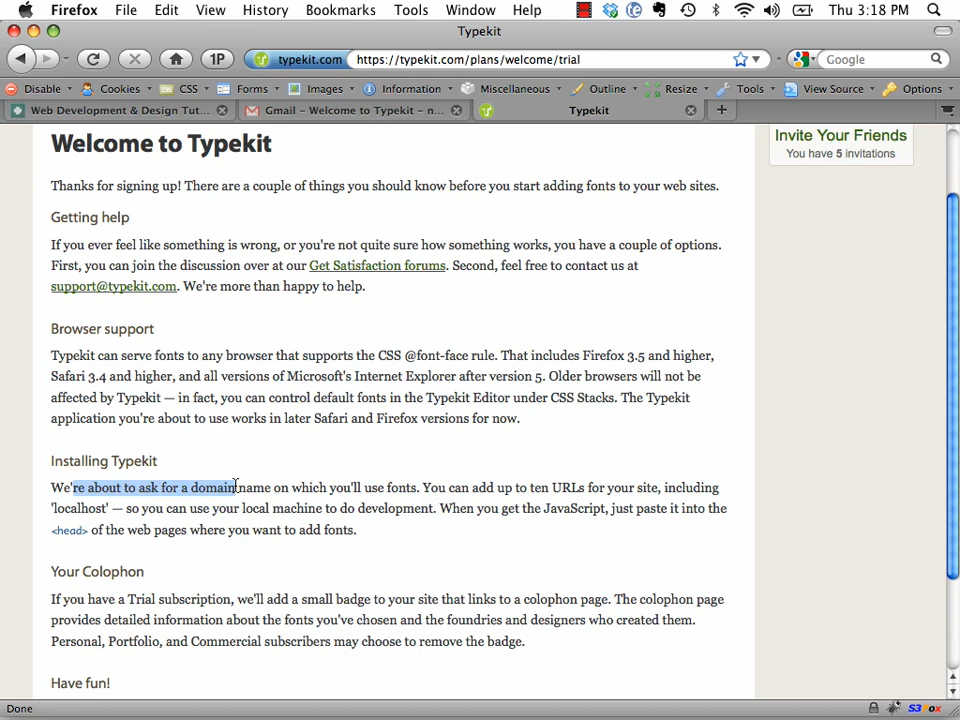 Firefox File Edit View History Bookmarks Tools Window Help Thu 3:18 PM
Typekit
1P typekit.com https://typekit.com/plans/welcome/trial Google
Disable Cookies CSS Forms Images Information Miscellaneous Outline Resize Tools View Source Options
Web Development & Design Tut... Gmail - Welcome to Typekit - n... Typekit
Welcome to Typekit
Invite Your Friends
You have 5 invitations
Thanks for signing up! There are a couple of things you should know before you start adding fonts to your web sites.
Getting help
If you ever feel like something is wrong, or you're not quite sure how something works, you have a couple of options.
First, you can join the discussion over at our Get Satisfaction forums. Second, feel free to contact us at
support@typekit.com. We're more than happy to help.
Browser support
Typekit can serve fonts to any browser that supports the CSS @font-face rule. That includes Firefox 3.5 and higher,
Safari 3.4 and higher, and all versions of Microsoft's Internet Explorer after version 5. Older browsers will not be
affected by Typekit — in fact, you can control default fonts in the Typekit Editor under CSS Stacks. The Typekit
application you're about to use works in later Safari and Firefox versions for now.
Installing Typekit
We're about to ask for a domain name on which you'll use fonts. You can add up to ten URLs for your site, including
'localhost' — so you can use your local machine to do development. When you get the JavaScript, just paste it into the
<head> of the web pages where you want to add fonts.
Your Colophon
If you have a Trial subscription, we'll add a small badge to your site that links to a colophon page. The colophon page
provides detailed information about the fonts you've chosen and the foundries and designers who created them.
Personal, Portfolio, and Commercial subscribers may choose to remove the badge.
Have fun!
Done S3Fox